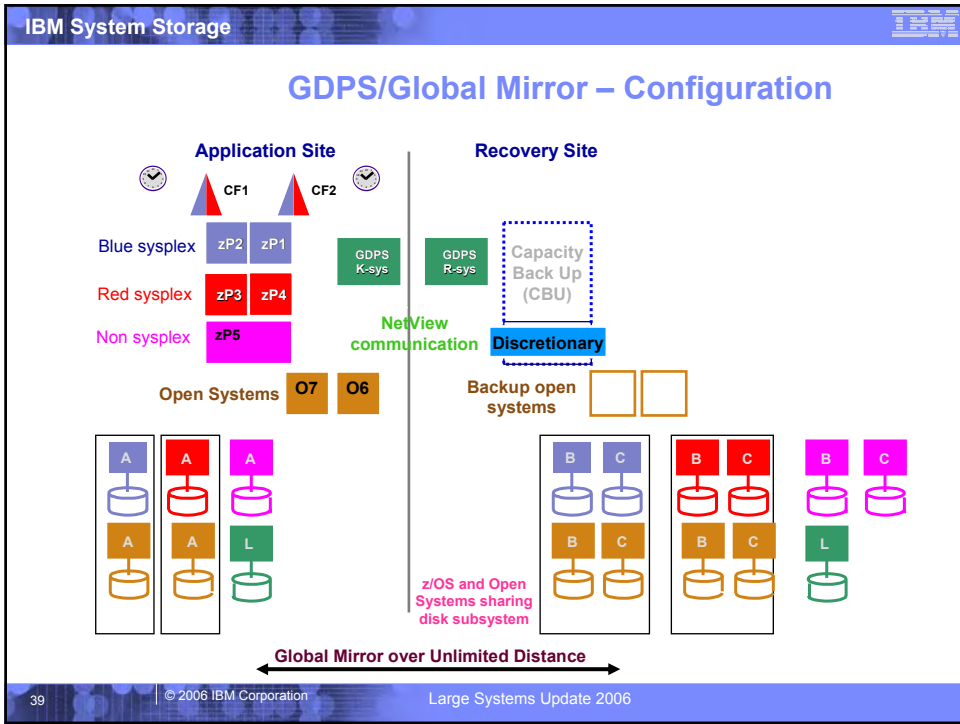 IBM System Storage
IBM
GDPS/Global Mirror – Configuration
Application Site
Recovery Site
CF1
CF2
Blue sysplex
zP2
zP1
GDPS
K-sys
GDPS
R-sys
Capacity
Back Up
(CBU)
Red sysplex
zP3
zP4
Non sysplex
zP5
NetView
communication
Discretionary
Open Systems
O7
O6
Backup open
systems
A
A
A
B
C
B
C
B
C
A
A
L
B
C
B
C
L
z/OS and Open
Systems sharing
disk subsystem
Global Mirror over Unlimited Distance
39
© 2006 IBM Corporation
Large Systems Update 2006